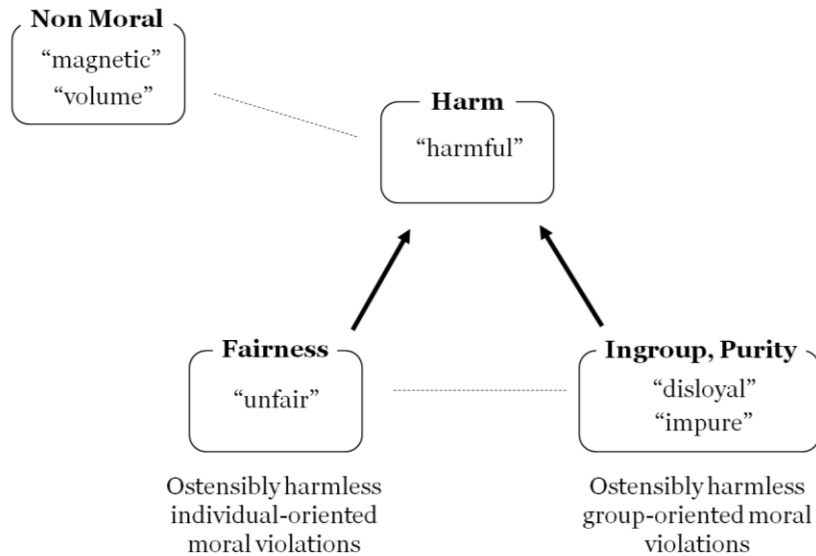 Non Moral
“magnetic”
“volume”
Harm
“harmful”
Fairness
“unfair”
Ingroup, Purity
“disloyal”
“impure”
Ostensibly harmless
individual-oriented
moral violations
Ostensibly harmless
group-oriented moral
violations